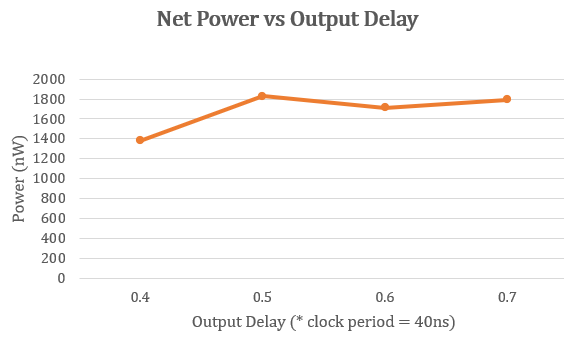 Net Power vs Output Delay
2000
1800
1600
1400
1200
1000
800
600
400
200
0
Power (nW)
0.4 0.5 0.6 0.7
Output Delay (* clock period = 40ns)